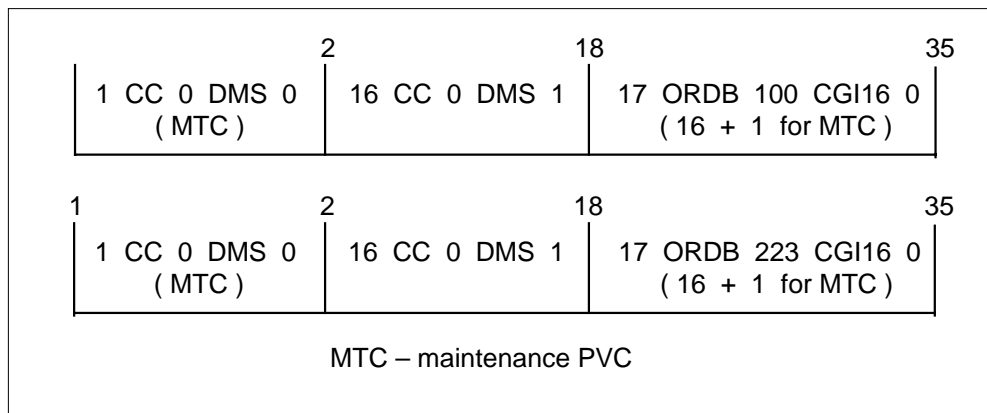 2 18 35
1 CC 0 DMS 0 16 CC 0 DMS 1 17 ORDB 100 CGI16 0
( MTC ) ( 16 + 1 for MTC )
1 2 18 35
1 CC 0 DMS 0 16 CC 0 DMS 1 17 ORDB 223 CGI16 0
( MTC ) ( 16 + 1 for MTC )
MTC – maintenance PVC